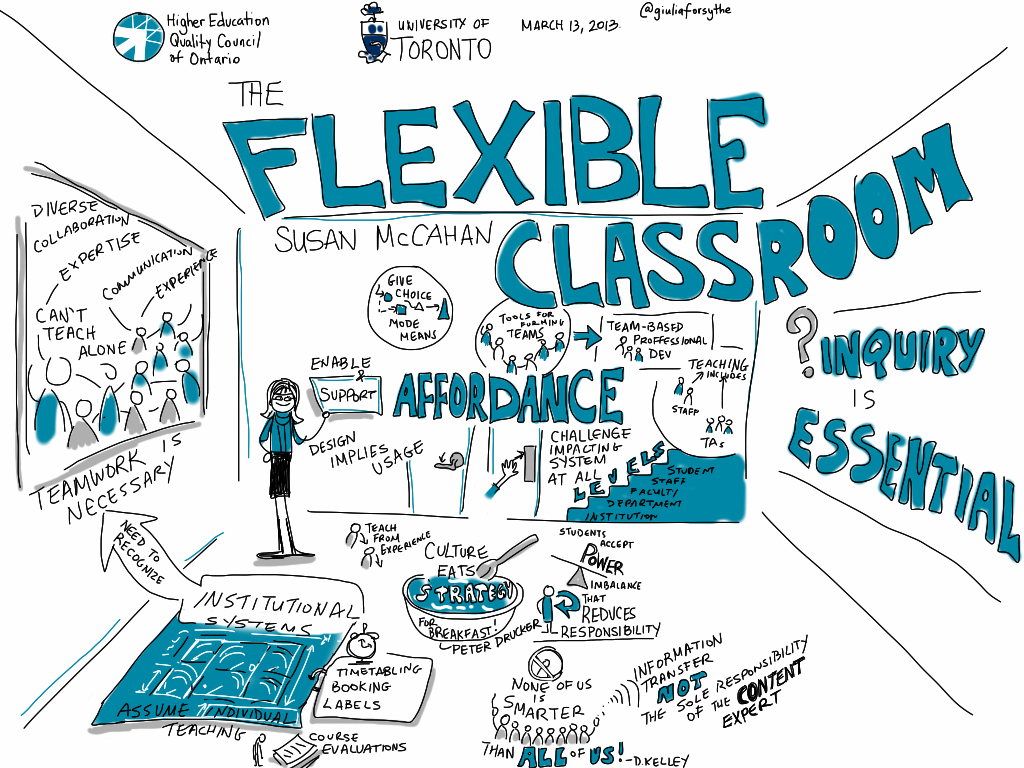 Higher Education
Quality Council
of Ontario
UNIVERSITY OF
TORONTO
MARCH 13, 2013.
@giuliaforsythe
THE
FLEXIBLE
CLASSROOM
SUSAN McCAHAN
DIVERSE
COLLABORATION
EXPERTISE
COMMUNICATION
EXPERIENCE
CAN'T
TEACH
ALONE
TEAMWORK IS
NECESSARY
GIVE
CHOICE
MODE
MEANS
TOOLS FOR
FORMING
TEAMS
TEAM-BASED
PROFFESSIONAL
DEV
TEACHING
INCLUDES
STAFF
TAs
ENABLE
&
SUPPORT
AFFORDANCE
DESIGN
IMPLIES
USAGE
CHALLENGE
IMPACTING
SYSTEM
AT ALL
LEVELS
STUDENT
STAFF
FACULTY
DEPARTMENT
INSTITUTION
?
INQUIRY
IS
ESSENTIAL
NEED TO
RECOGNIZE
INSTITUTIONAL
SYSTEMS
ASSUME INDIVIDUAL
TEACHING
TIMETABLING
BOOKING
LABELS
COURSE
EVALUATIONS
TEACH
FROM
EXPERIENCE
CULTURE
EATS
STRATEGY
FOR
BREAKFAST!
PETER DRUCKER
STUDENTS
ACCEPT
POWER
IMBALANCE
THAT
REDUCES
RESPONSIBILITY
NONE OF US
IS
SMARTER
THAN ALL OF US!
-D.KELLEY
INFORMATION
TRANSFER
NOT
THE SOLE RESPONSIBILITY
OF THE CONTENT
EXPERT